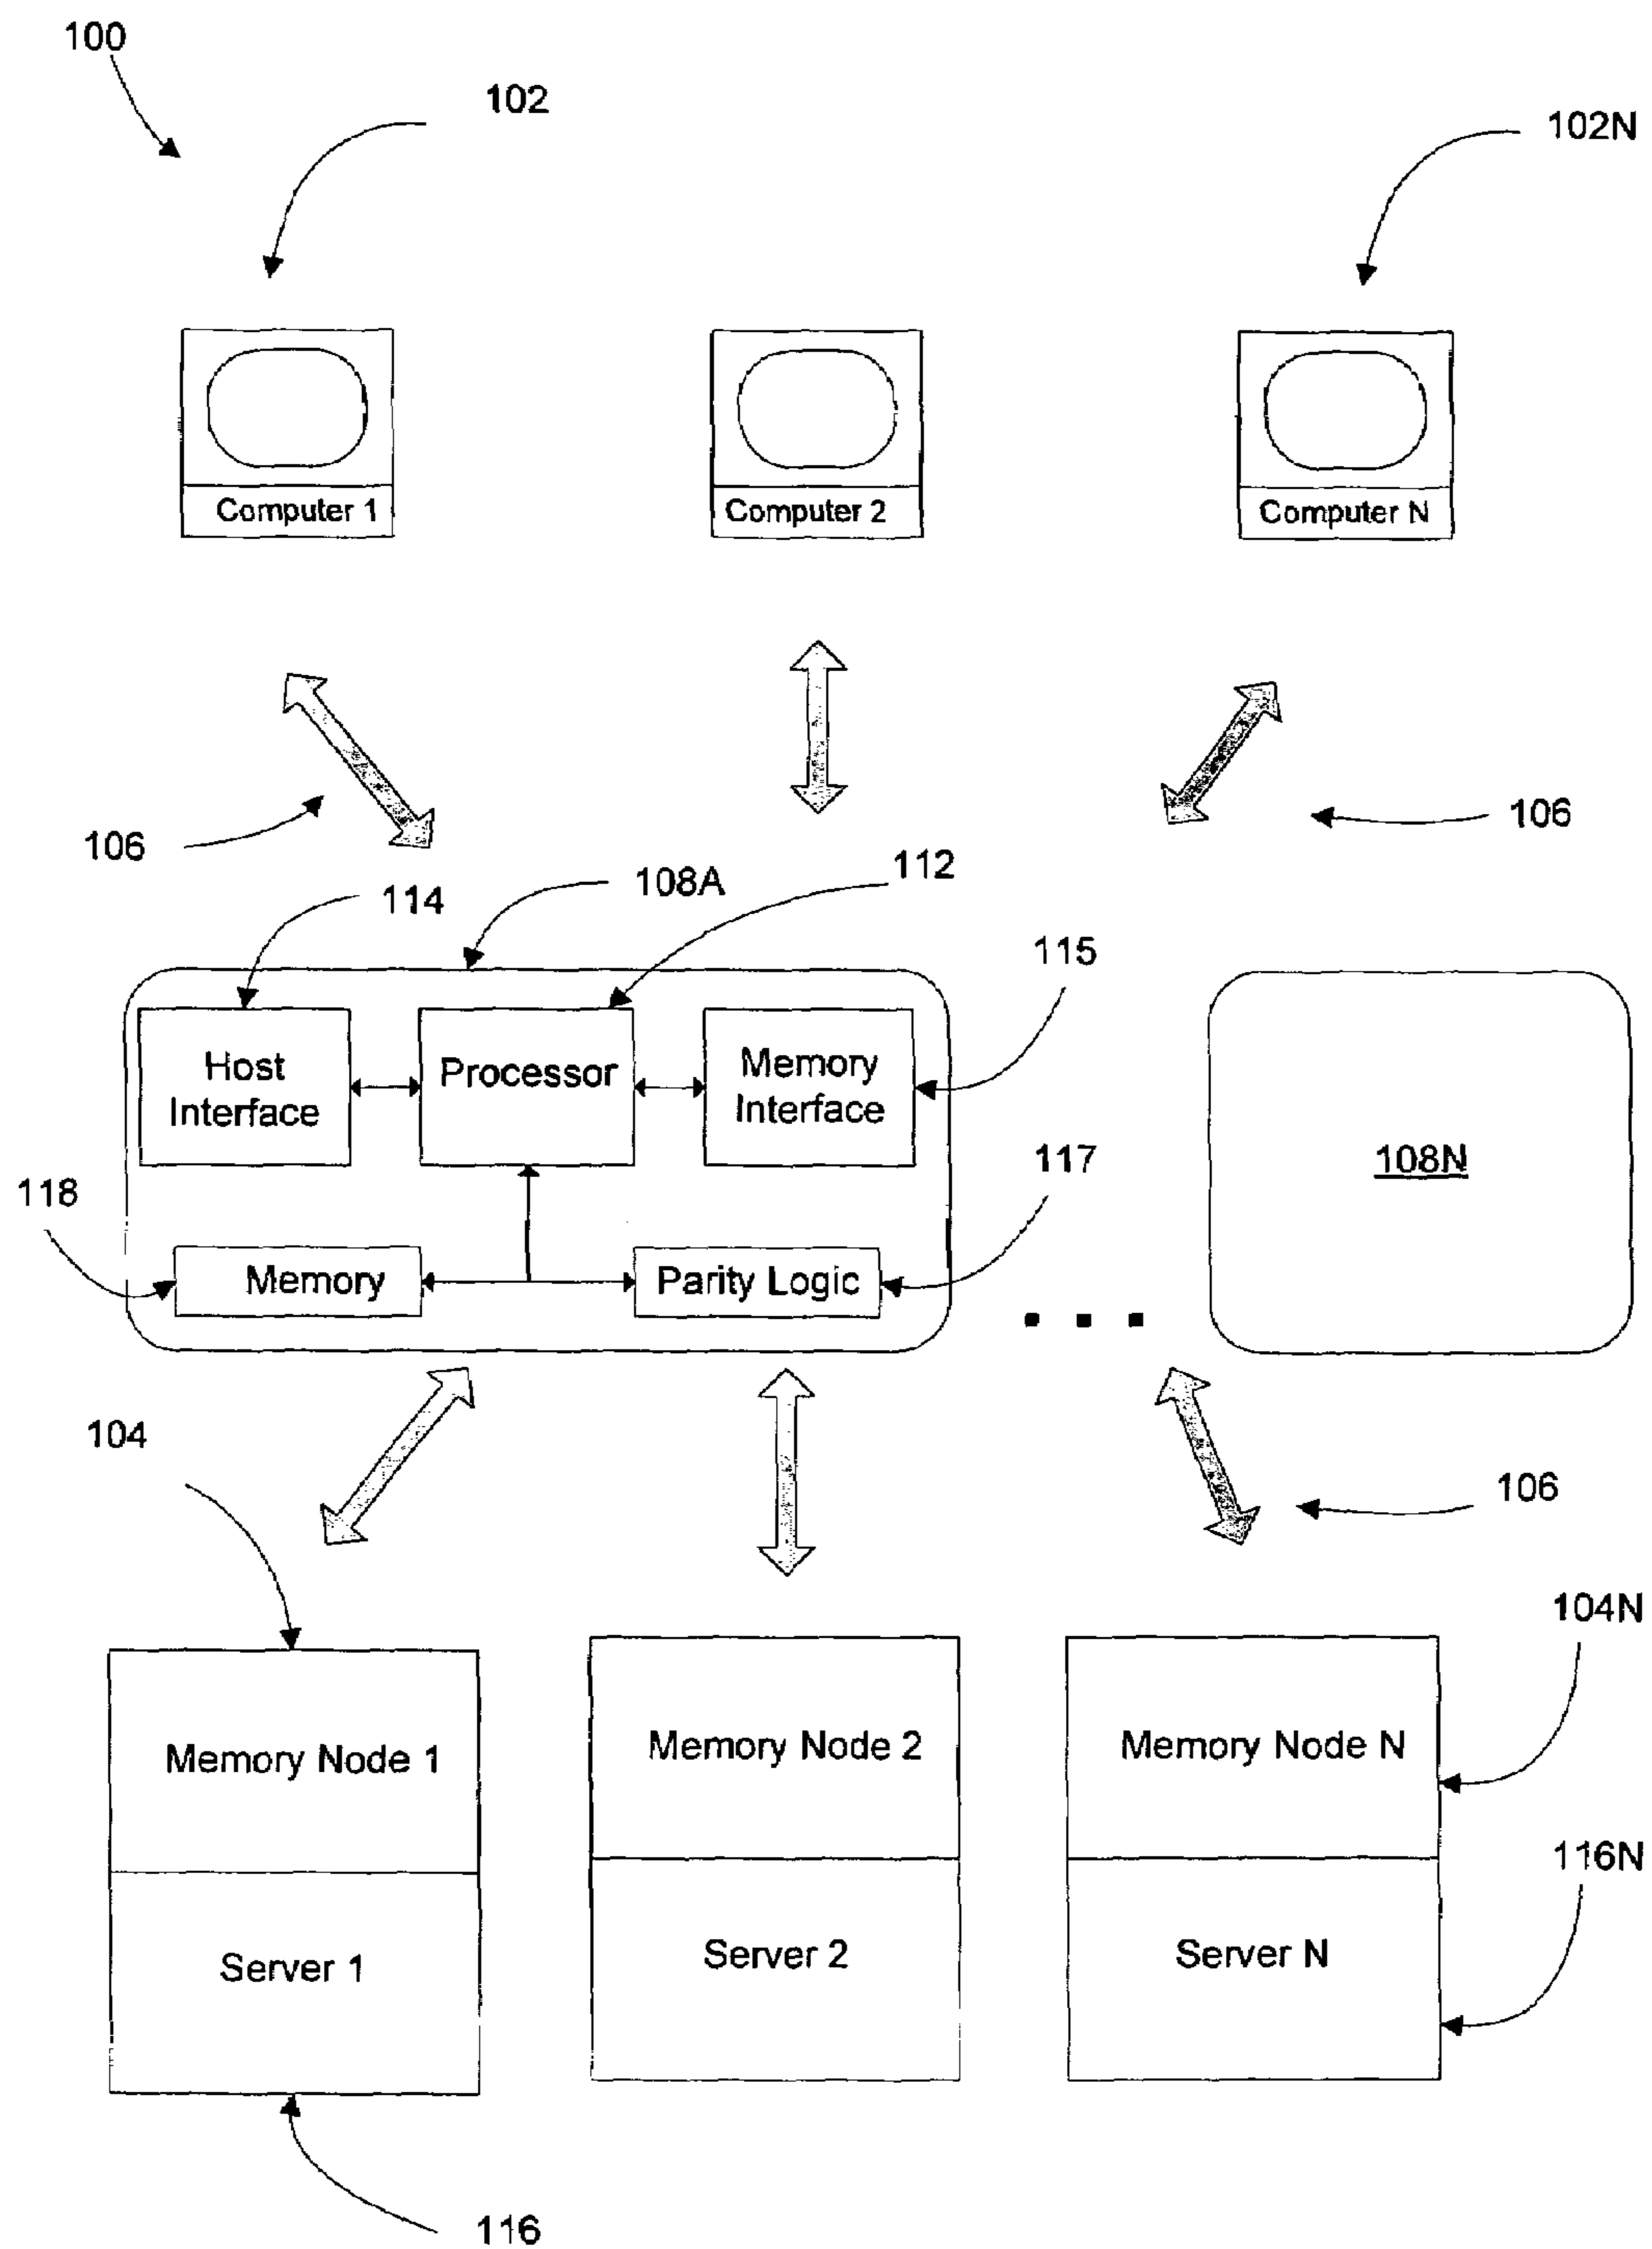 100
102
102N
Computer 1
Computer 2
Computer N
106
106
114
108A
112
115
Host
Interface
Processor
Memory
Interface
108N
118
117
Memory
Parity Logic
104
106
104N
Memory Node 1
Memory Node 2
Memory Node N
116N
Server 1
Server 2
Server N
116